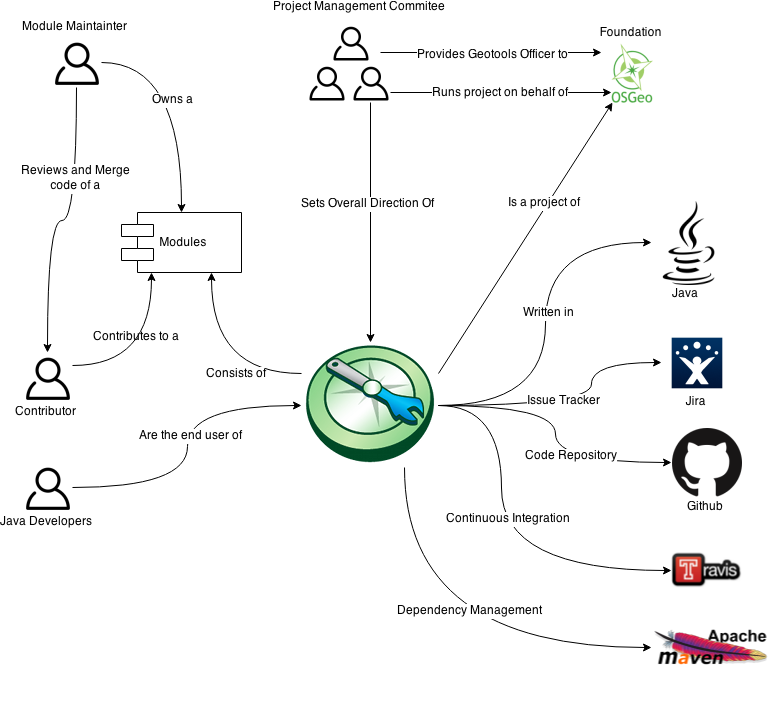 Project Management Commitee
Module Maintainter
Foundation
Provides Geotools Officer to
Owns a
Runs project on behalf of
OSGeo
Reviews and Merge
code of a
Sets Overall Direction Of
Is a project of
Modules
Java
Written in
Contributes to a
Consists of
Issue Tracker
Jira
Contributor
Are the end user of
Code Repository
Github
Java Developers
Continuous Integration
Travis
Dependency Management
Apache
maven